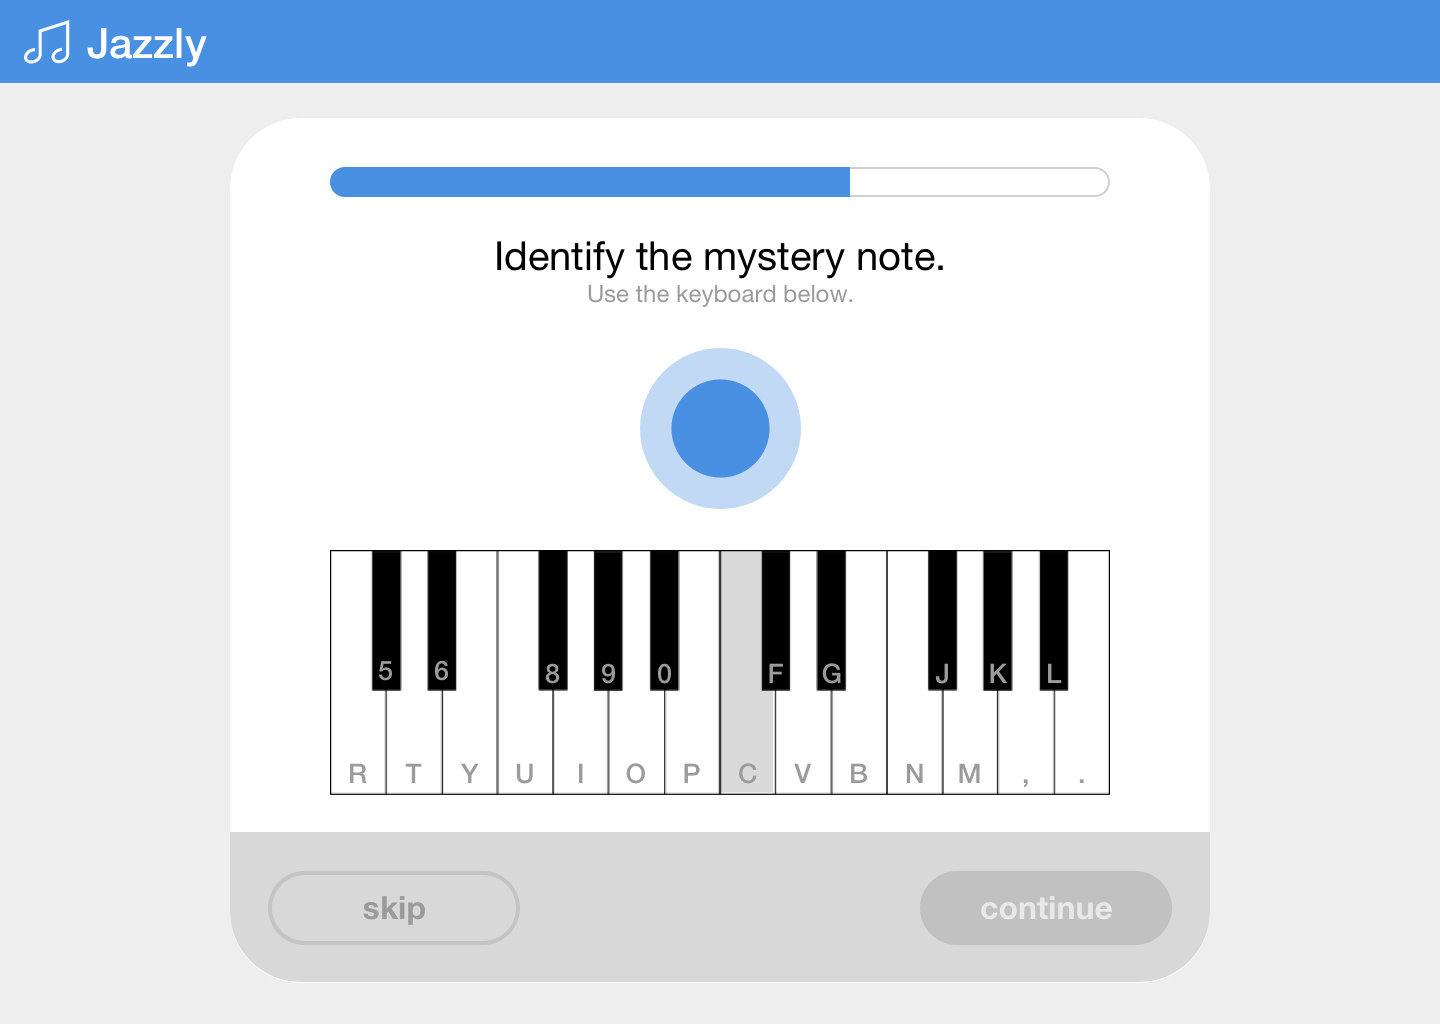 Jazzly
Identify the mystery note.
Use the keyboard below.
5 6 8 9 0 F G J K L
R T Y U I O P C V B N M , .
skip continue